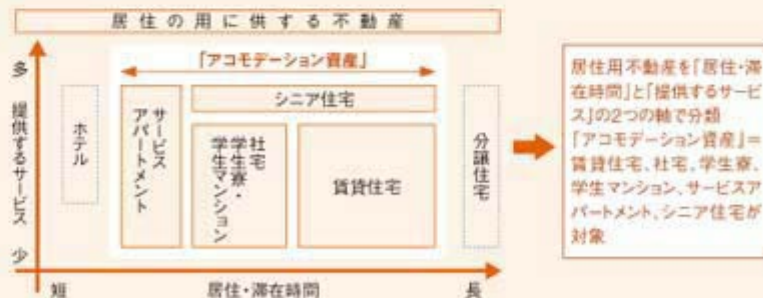 居住の用に供する不動産
多
提供するサービス
少
「アコモデーション資産」
ホテル
サービス
アパートメント
シニア住宅
社宅
学生寮・
学生マンション
賃貸住宅
分譲住宅
短
居住・滞在時間
長
居住用不動産を「居住・滞
在時間」と「提供するサービ
ス」の2つの軸で分類
「アコモデーション資産」＝
賃貸住宅、社宅、学生寮、
学生マンション、サービスア
パートメント、シニア住宅が
対象